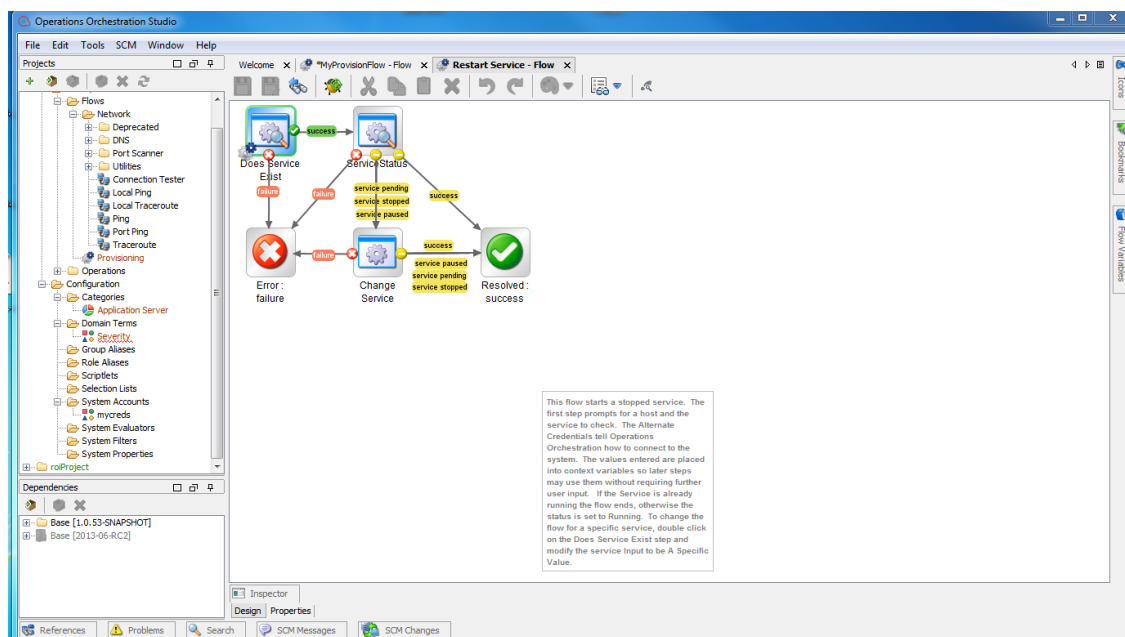 Operations Orchestration Studio
File Edit Tools SCM Window Help
Projects
Welcome
*MyProvisionFlow - Flow
Restart Service - Flow
Flows
Network
Deprecated
DNS
Port Scanner
Utilities
Connection Tester
Local Ping
Local Traceroute
Ping
Port Ping
Traceroute
Provisioning
Operations
Configuration
Categories
Application Server
Domain Terms
Severity
Group Aliases
Role Aliases
Scriptlets
Selection Lists
System Accounts
mycreds
System Evaluators
System Filters
System Properties
roiProject
Dependencies
Base [1.0.53-SNAPSHOT]
Base [2013-06-RC2]
success
Does Service
Exist
ServiceStatus
failure
failure
service pending
service stopped
service paused
success
failure
success
service paused
service pending
service stopped
Error :
failure
Change
Service
Resolved :
success
This flow starts a stopped service. The
first step prompts for a host and the
service to check. The Alternate
Credentials tell Operations
Orchestration how to connect to the
system. The values entered are placed
into context variables so later steps
may use them without requiring further
user input. If the Service is already
running the flow ends, otherwise the
status is set to Running. To change the
flow for a specific service, double click
on the Does Service Exist step and
modify the service Input to be A Specific
Value.
Icons
Bookmarks
Flow Variables
Inspector
Design Properties
References
Problems
Search
SCM Messages
SCM Changes